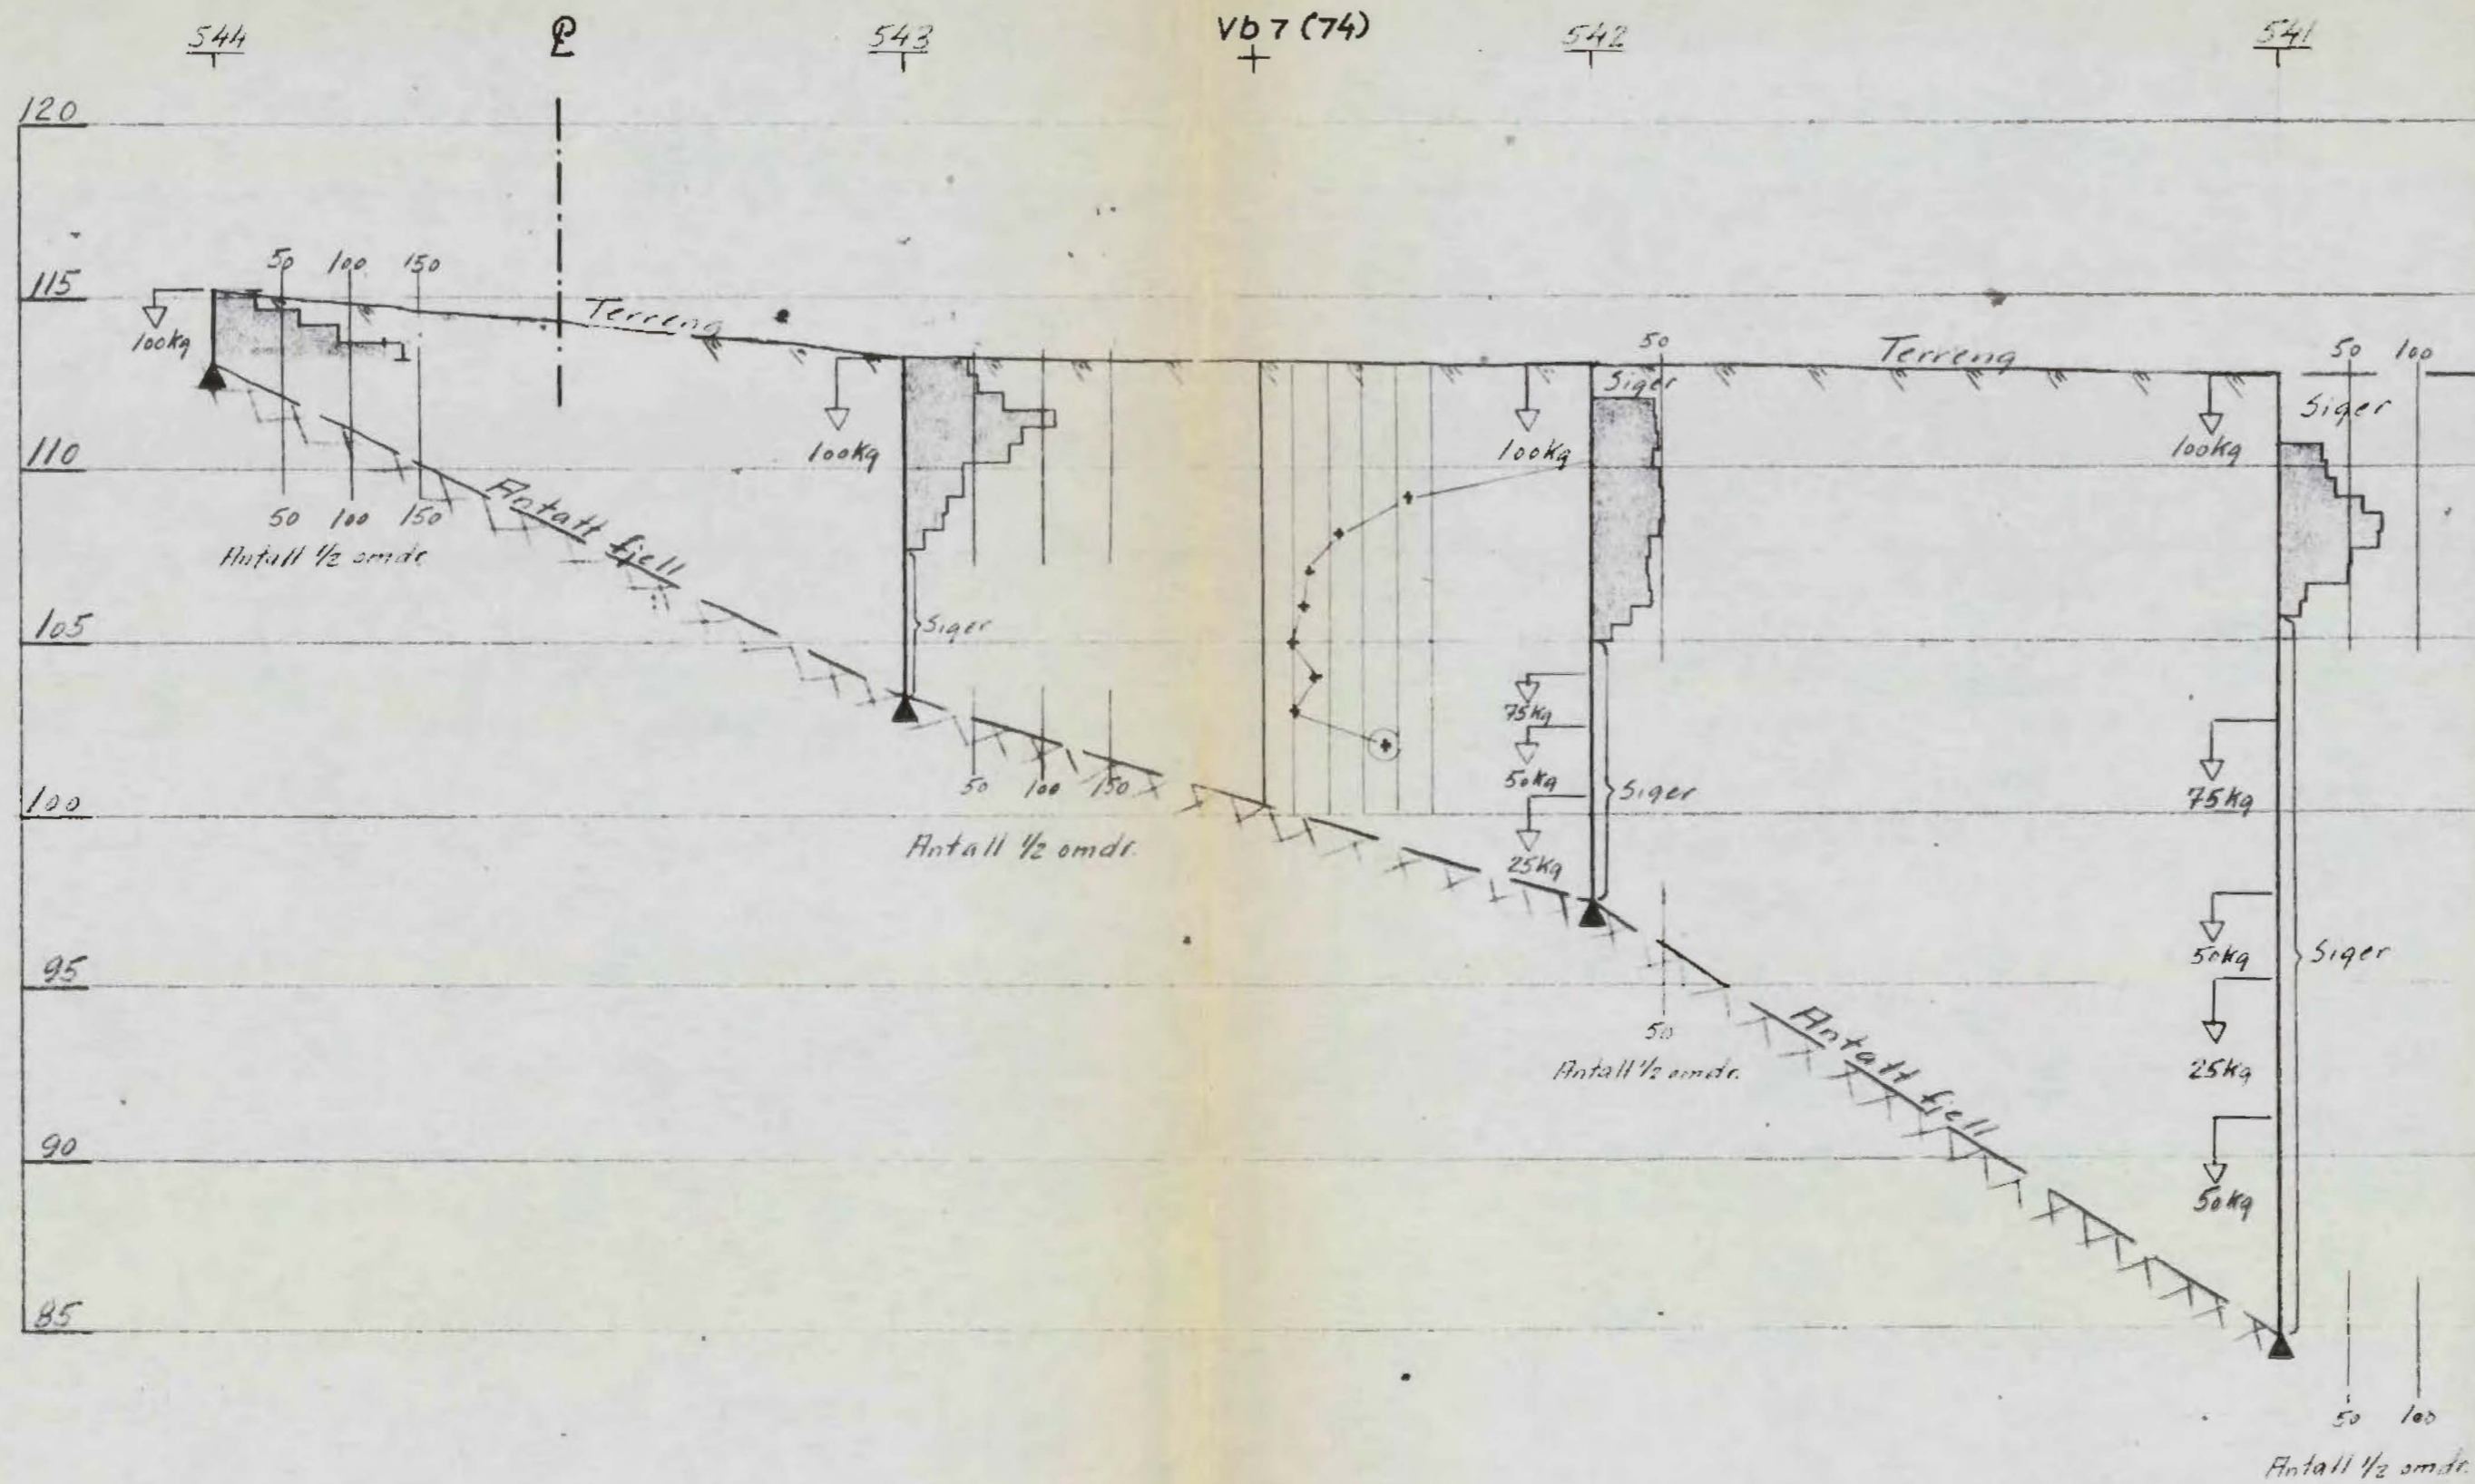 544
543
Vb 7 (74)
542
541
120
115
110
105
100
95
90
85
50 100 150
100kg
Terreng
50 100 150
Antall 1/2 omdr.
Antatt fjell
100kg
Siger
50 100 150
Antall 1/2 omdr.
50
Siger
100kg
75kg
50kg
25kg
Siger
50
Antall 1/2 omdr.
Terreng
Antatt fjell
50 100
Siger
100kg
75kg
50kg
25kg
50kg
Siger
50 100
Antall 1/2 omdr.